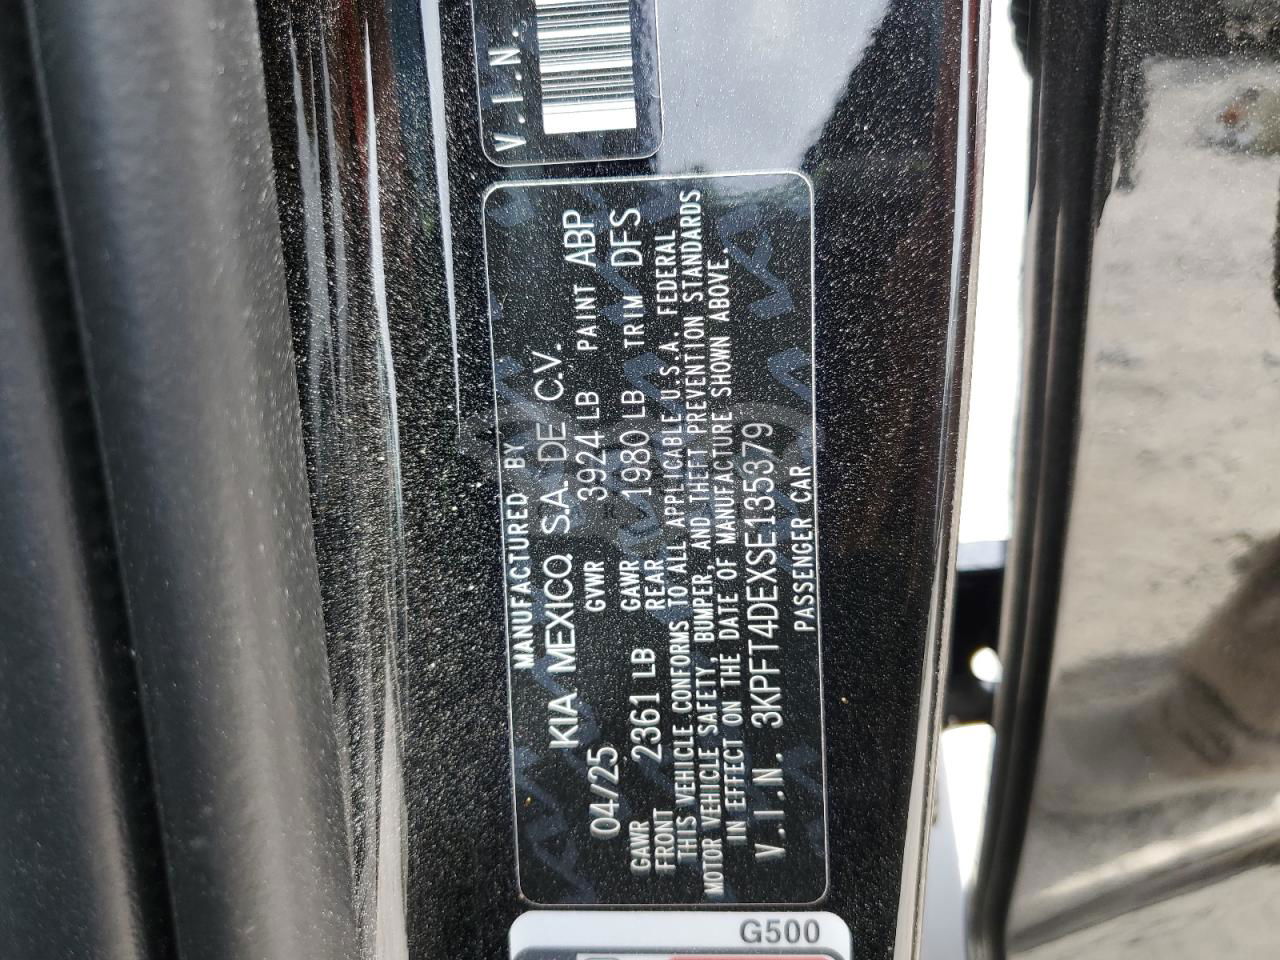 V.I.N.
MANUFACTURED BY
KIA MEXICO, S.A. DE C.V.
04/25 GVWR 3924 LB PAINT ABP
GAWR FRONT 2361 LB GAWR REAR 1980 LB TRIM DFS
THIS VEHICLE CONFORMS TO ALL APPLICABLE U.S.A. FEDERAL
MOTOR VEHICLE SAFETY, BUMPER, AND THEFT PREVENTION STANDARDS
IN EFFECT ON THE DATE OF MANUFACTURE SHOWN ABOVE.
V.I.N. 3KPFT4DEXSE135379
PASSENGER CAR
G500